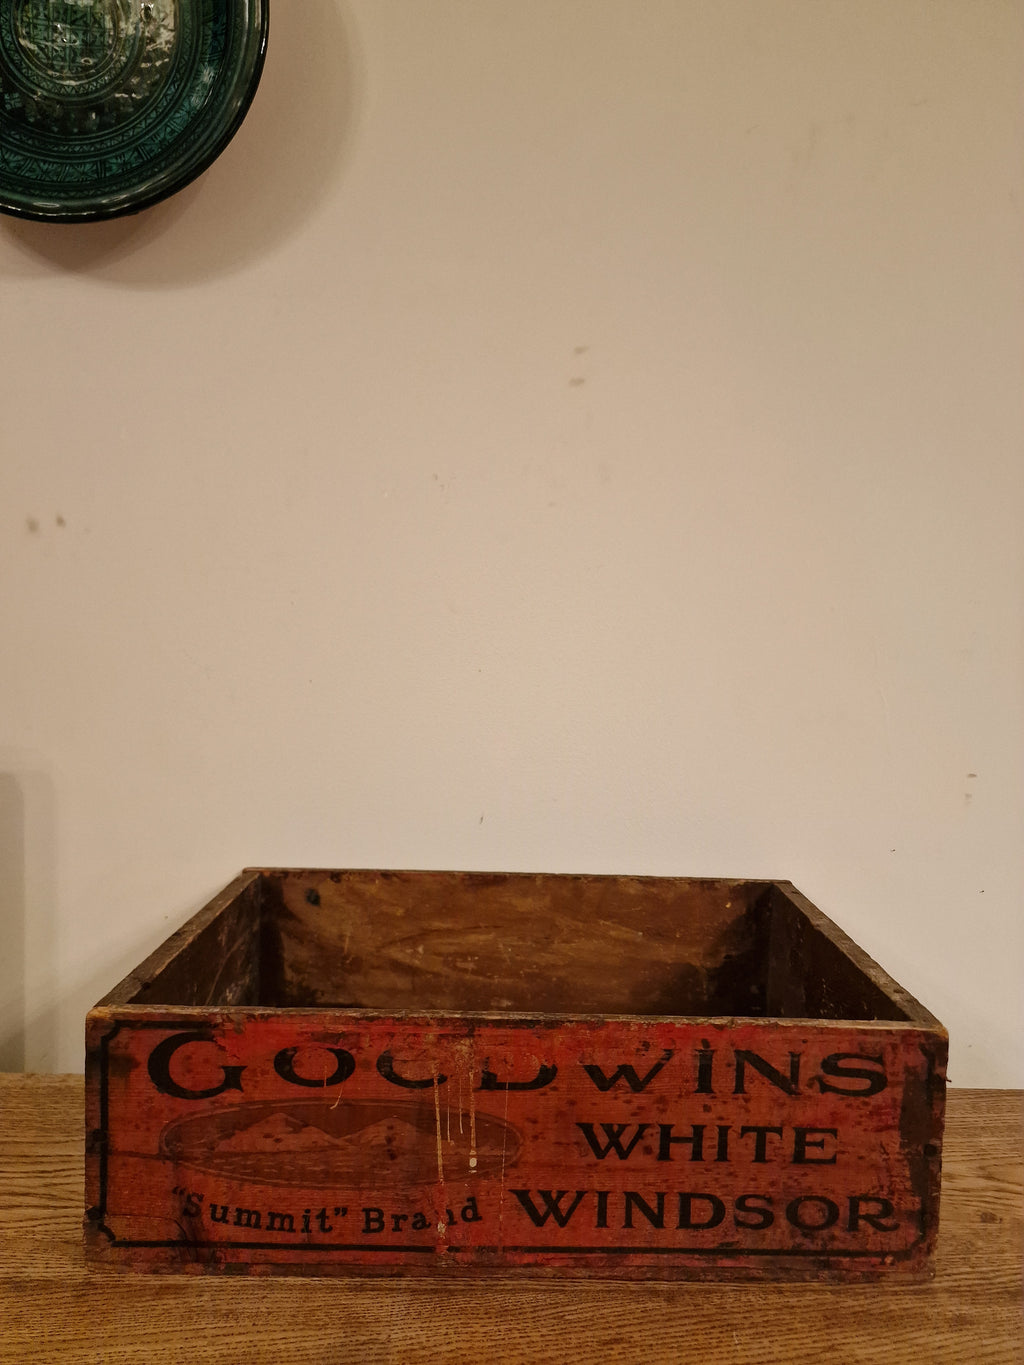 GOODWINS
WHITE
WINDSOR
"Summit" Brand